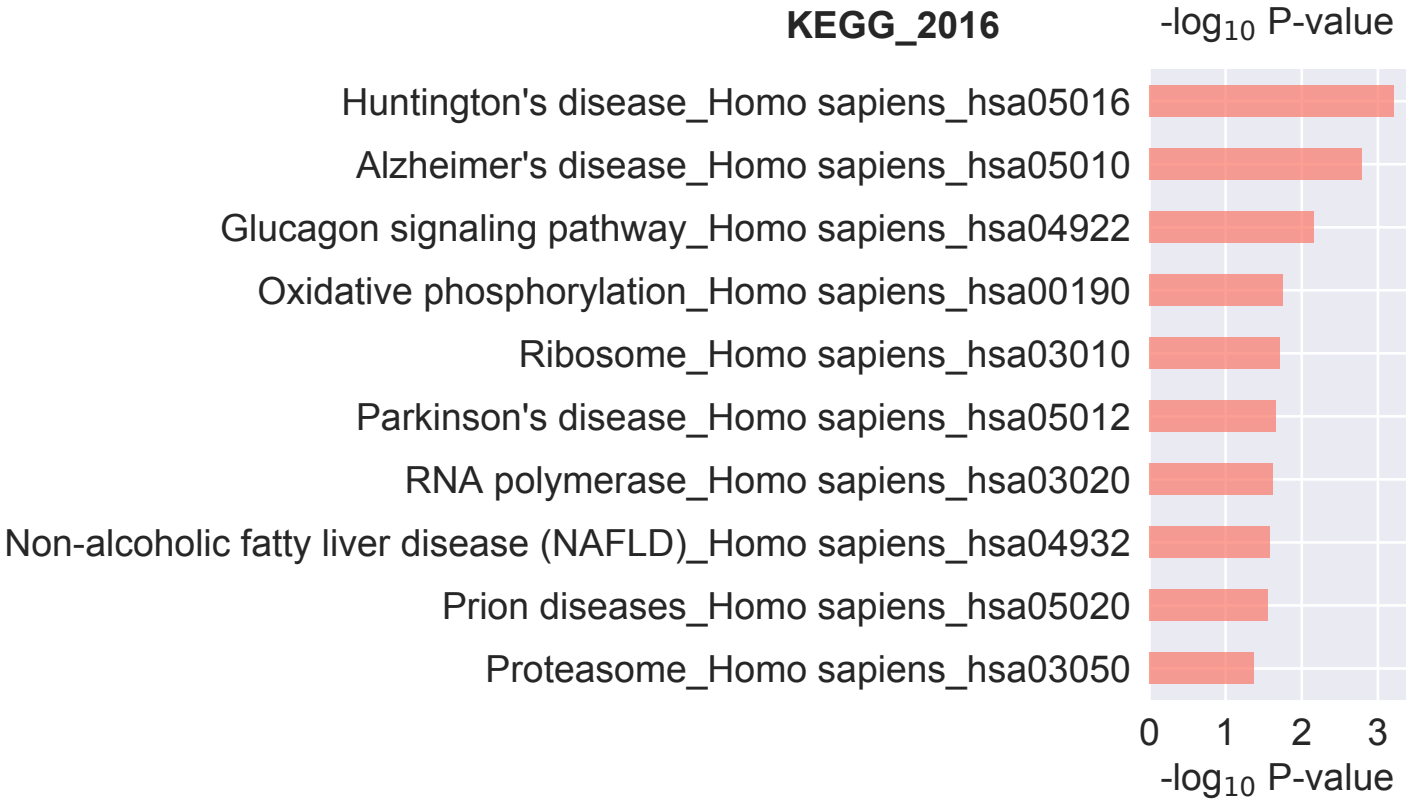 KEGG_2016
-log₁₀ P-value
Huntington's disease_Homo sapiens_hsa05016
Alzheimer's disease_Homo sapiens_hsa05010
Glucagon signaling pathway_Homo sapiens_hsa04922
Oxidative phosphorylation_Homo sapiens_hsa00190
Ribosome_Homo sapiens_hsa03010
Parkinson's disease_Homo sapiens_hsa05012
RNA polymerase_Homo sapiens_hsa03020
Non-alcoholic fatty liver disease (NAFLD)_Homo sapiens_hsa04932
Prion diseases_Homo sapiens_hsa05020
Proteasome_Homo sapiens_hsa03050
0 1 2 3
-log₁₀ P-value